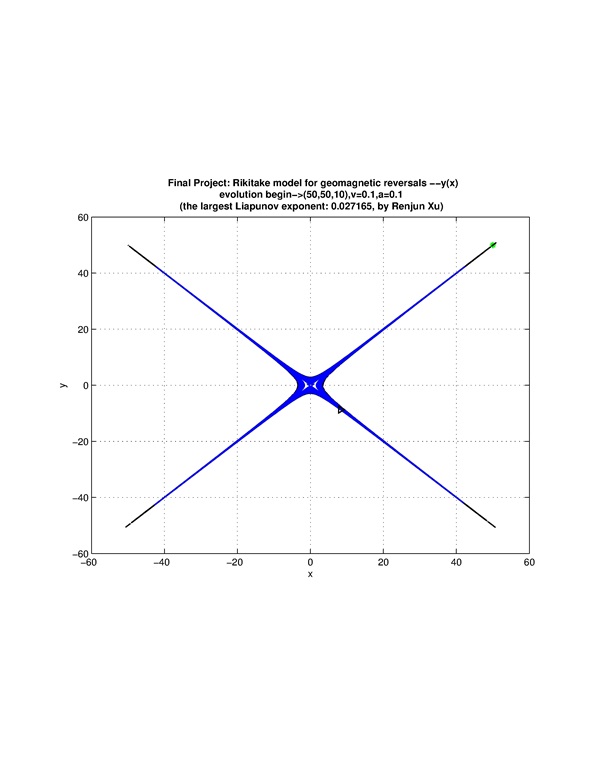 Final Project: Rikitake model for geomagnetic reversals −−y(x)
evolution begin−>(50,50,10),v=0.1,a=0.1
(the largest Liapunov exponent: 0.027165, by Renjun Xu)
60
40
20
0
−20
−40
−60
y
−60
−40
−20
0
20
40
60
x